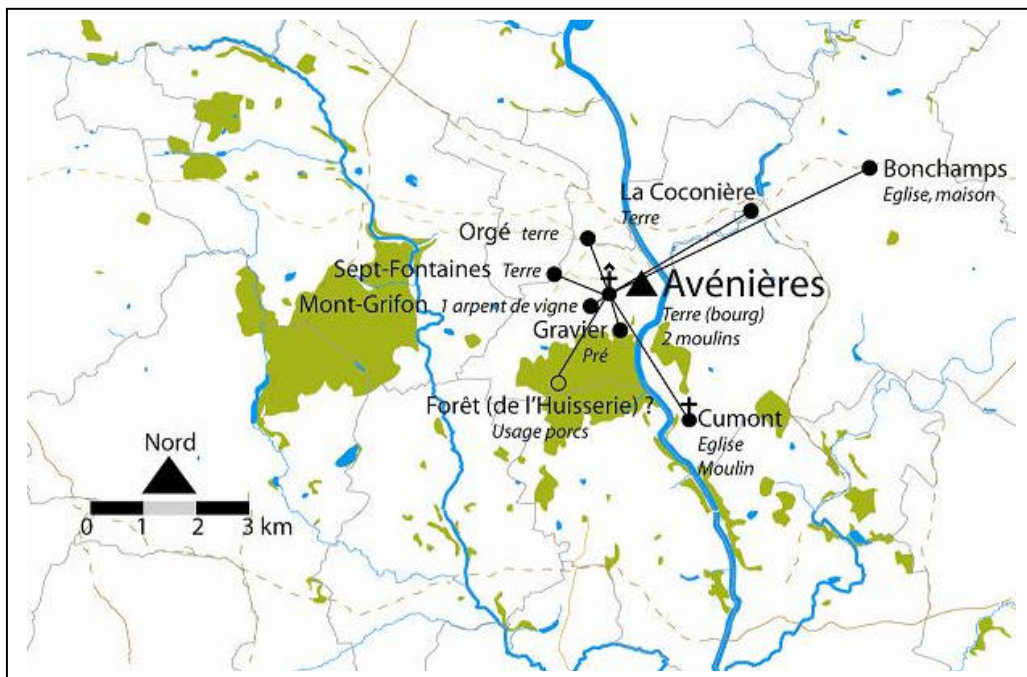 Bonchamps
Eglise, maison
La Coconière
Terre
Orgé terre
Sept-Fontaines Terre
Avénières
Mont-Grifon 1 arpent de vigne
Terre (bourg)
2 moulins
Gravier
Pré
Forêt (de l'Huisserie) ?
Usage porcs
Cumont
Eglise
Moulin
Nord
0 1 2 3 km